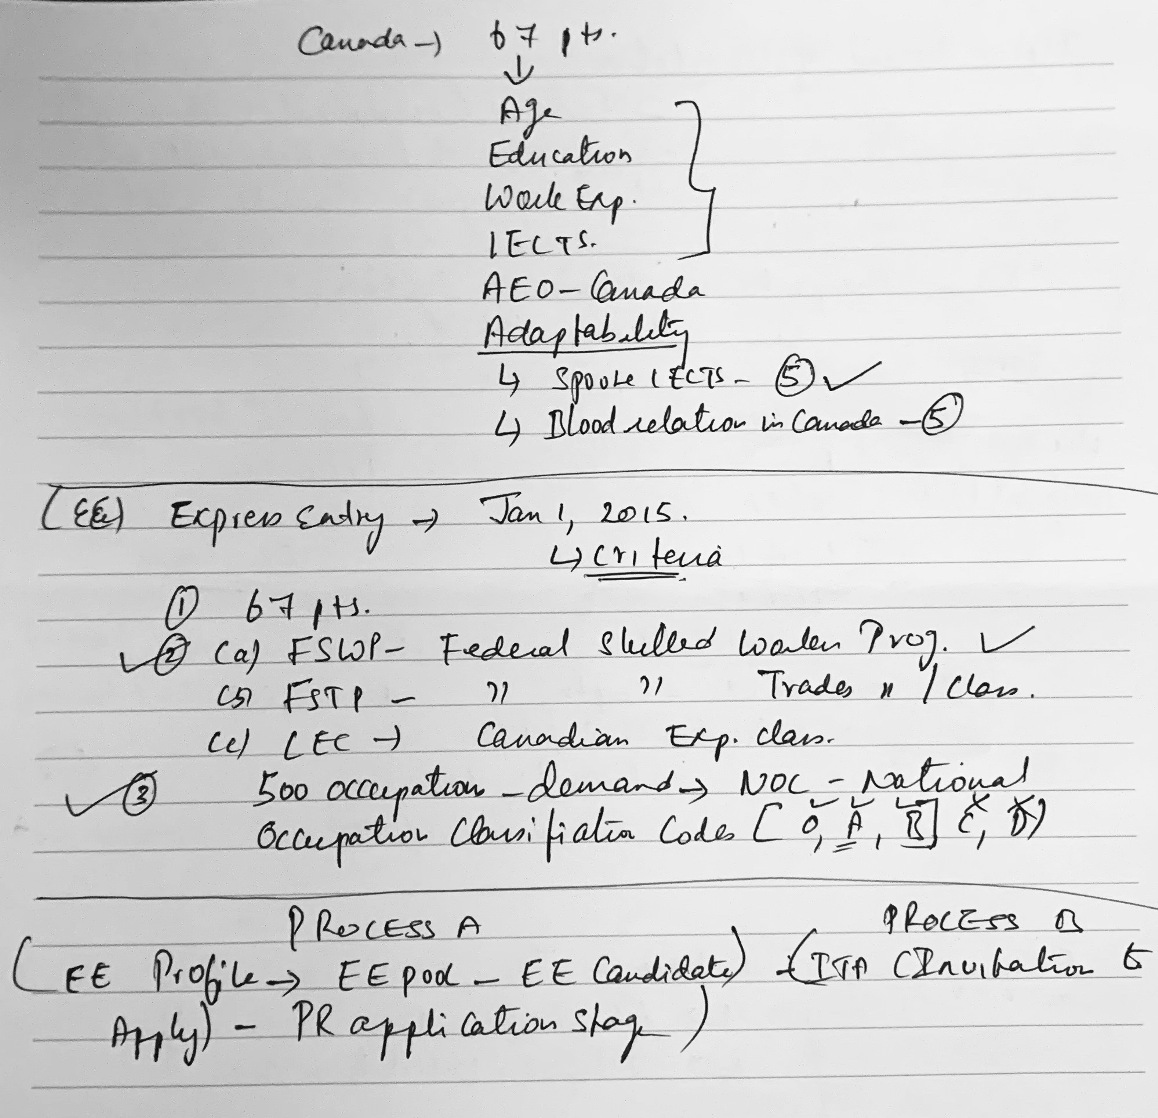 Canada → 67 pts.
↓
Age
Education
Work Exp.
IELTS.
AEO - Canada
Adaptability
↳ Spouse IELTS - (5) ✓
↳ Blood relation in Canada - (5)
(EE) Express Entry → Jan 1, 2015.
↳ criteria
(1) 67 pts.
✓ (2) (a) FSWP - Federal Skilled Worker Prog. ✓
(b) FSTP - " " Trades " / Class.
(c) CEC → Canadian Exp. class.
✓ (3) 500 occupation - demand → NOC - National
Occupation Classification Codes [ 0, A, B ] C, D)
PROCESS A PROCESS B
(EE Profile → EE pool - EE Candidate) - (ITA (Invitation to
Apply) - PR application stage)